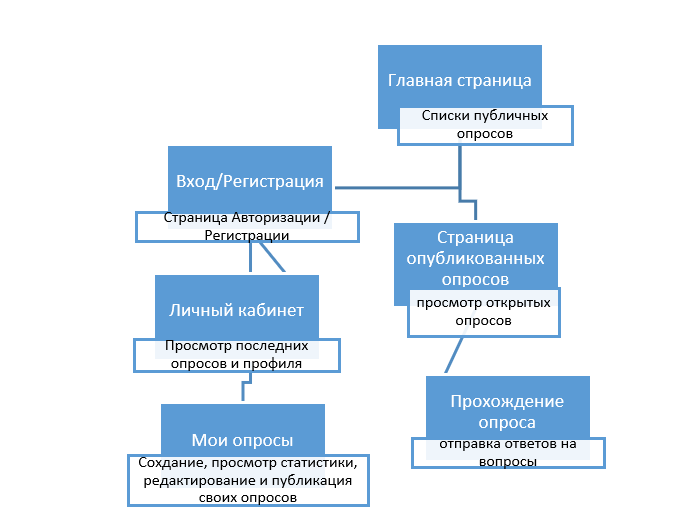 Главная страница
Списки публичных
опросов
Вход/Регистрация
Страница Авторизации /
Регистрации
Страница
опубликованных
опросов
просмотр открытых
опросов
Личный кабинет
Просмотр последних
опросов и профиля
Прохождение
опроса
отправка ответов на
вопросы
Мои опросы
Создание, просмотр статистики,
редактирование и публикация
своих опросов